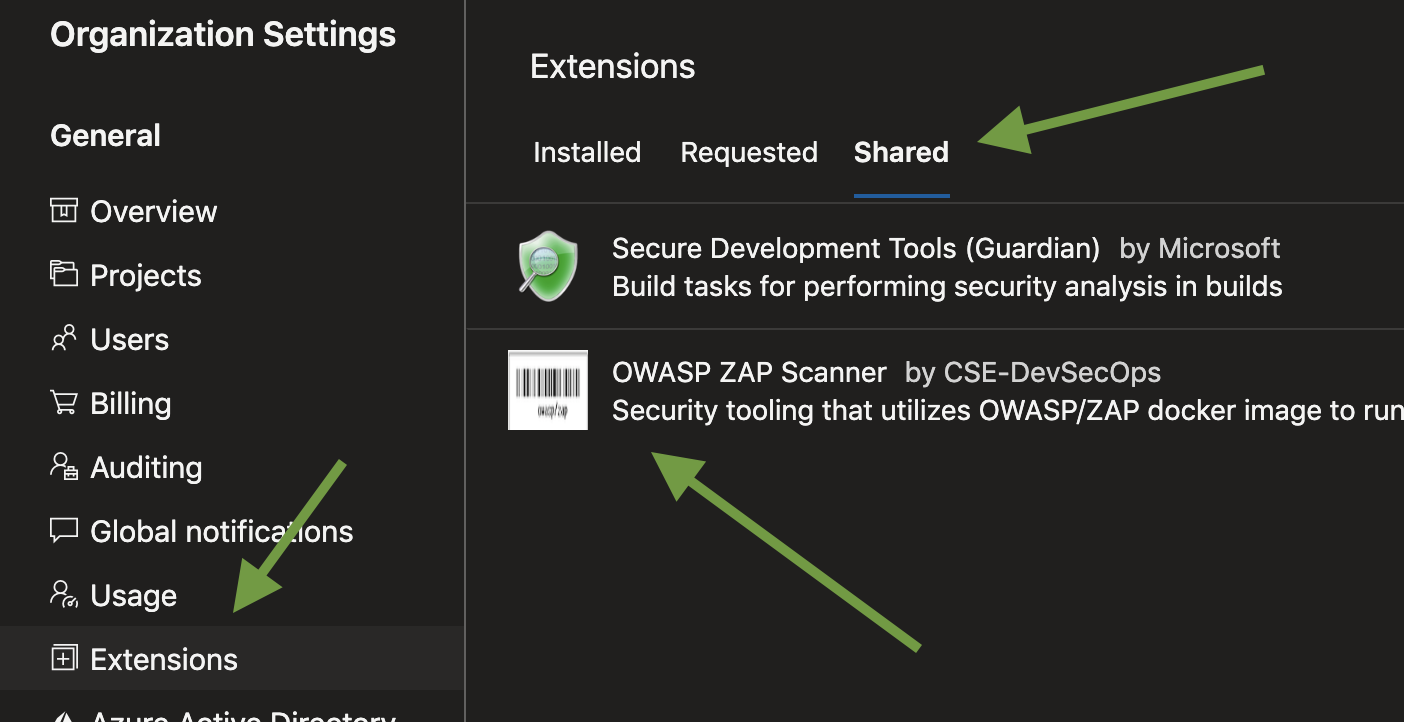 Organization Settings
General
Overview
Projects
Users
Billing
Auditing
Global notifications
Usage
Extensions
Azure Active Directory
Extensions
Installed Requested Shared
Secure Development Tools (Guardian) by Microsoft
Build tasks for performing security analysis in builds
OWASP ZAP Scanner by CSE-DevSecOps
Security tooling that utilizes OWASP/ZAP docker image to run
owasp/zap